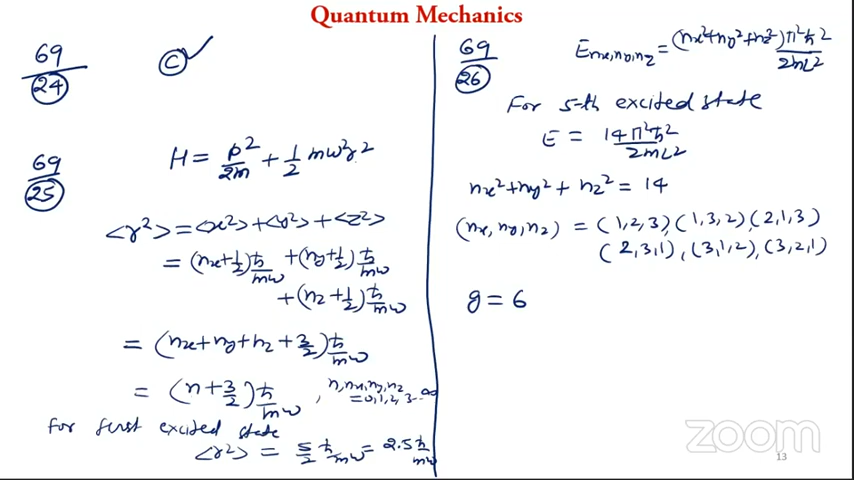 Quantum Mechanics
69/24 ⓒ ✓
69/25 H = p²/2m + 1/2 mω²r²
<r²> = <x²> + <y²> + <z²>
= (nx + 1/2) ħ/mω + (ny + 1/2) ħ/mω
+ (nz + 1/2) ħ/mω
= (nx + ny + nz + 3/2) ħ/mω
= (n + 3/2) ħ/mω , n, nx, ny, nz
= 0, 1, 2, 3 - ∞
For first excited state
<r²> = 5/2 ħ/mω = 2.5 ħ/mω
69/26 Enx,ny,nz = (nx² + ny² + nz²) π²ħ²/2mL²
For 5-th excited state
E = 14π²ħ²/2mL²
nx² + ny² + nz² = 14
(nx, ny, nz) = (1,2,3), (1,3,2) (2,1,3)
(2,3,1), (3,1,2), (3,2,1)
g = 6
zoom
13